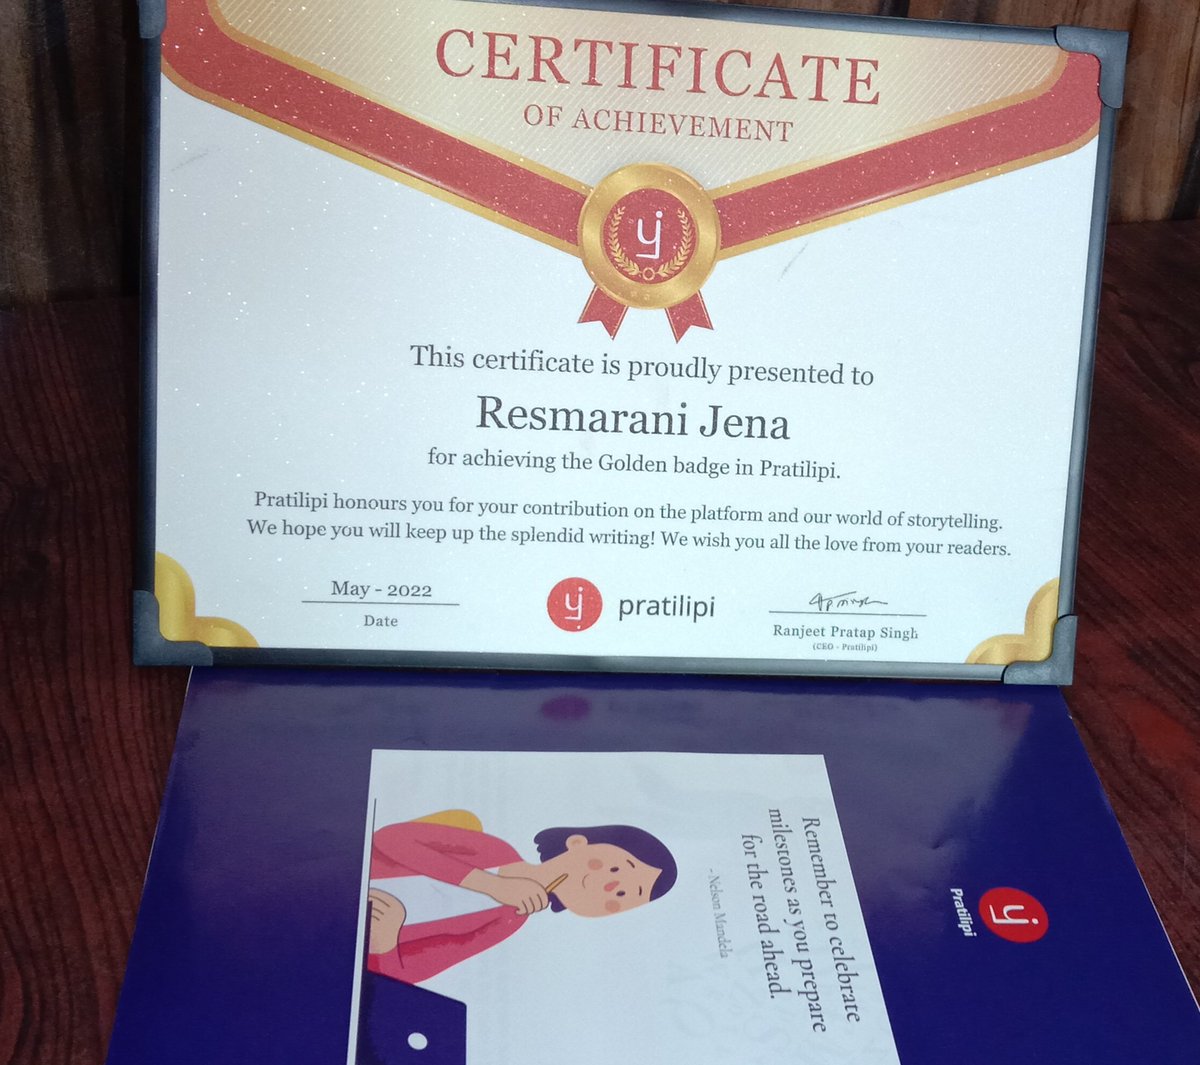 CERTIFICATE
OF ACHIEVEMENT
This certificate is proudly presented to
Resmarani Jena
for achieving the Golden badge in Pratilipi.
Pratilipi honours you for your contribution on the platform and our world of storytelling.
We hope you will keep up the splendid writing! We wish you all the love from your readers.
May - 2022
Date
pratilipi
Ranjeet Pratap Singh
(CEO - Pratilipi)
Remember to celebrate
milestones as you prepare
for the road ahead.
- Nelson Mandela
Pratilipi